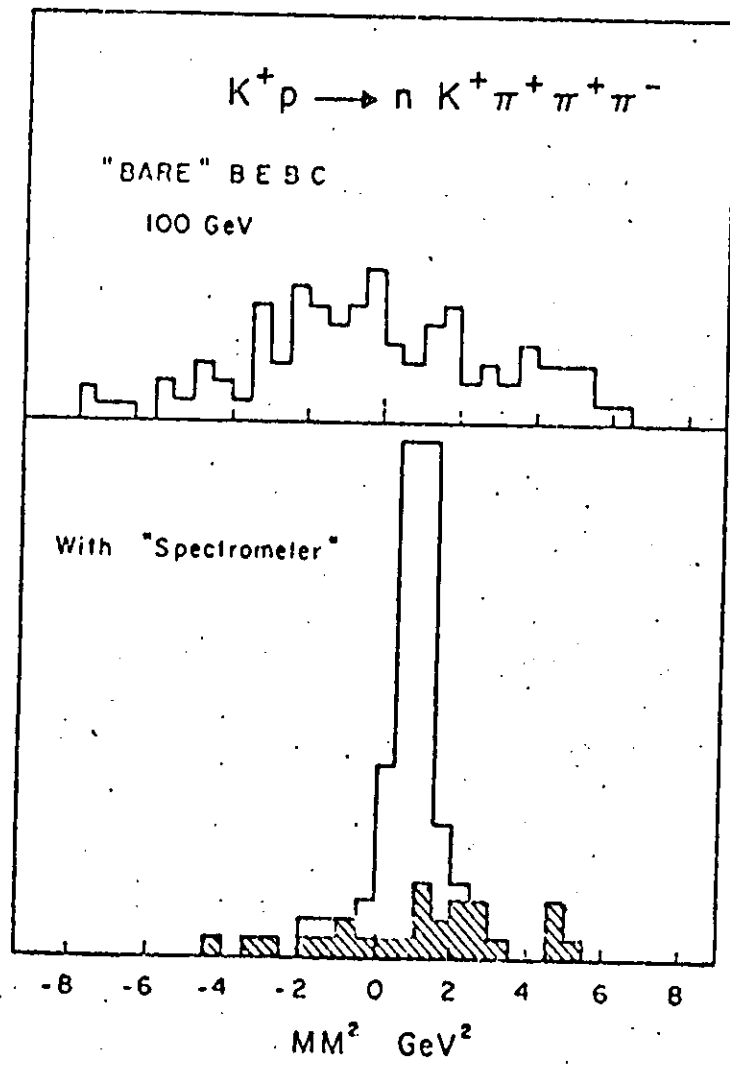 K⁺p ⟶ n K⁺π⁺π⁺π⁻
"BARE" BEBC
100 GeV
With "Spectrometer"
-8 -6 -4 -2 0 2 4 6 8
MM² GeV²